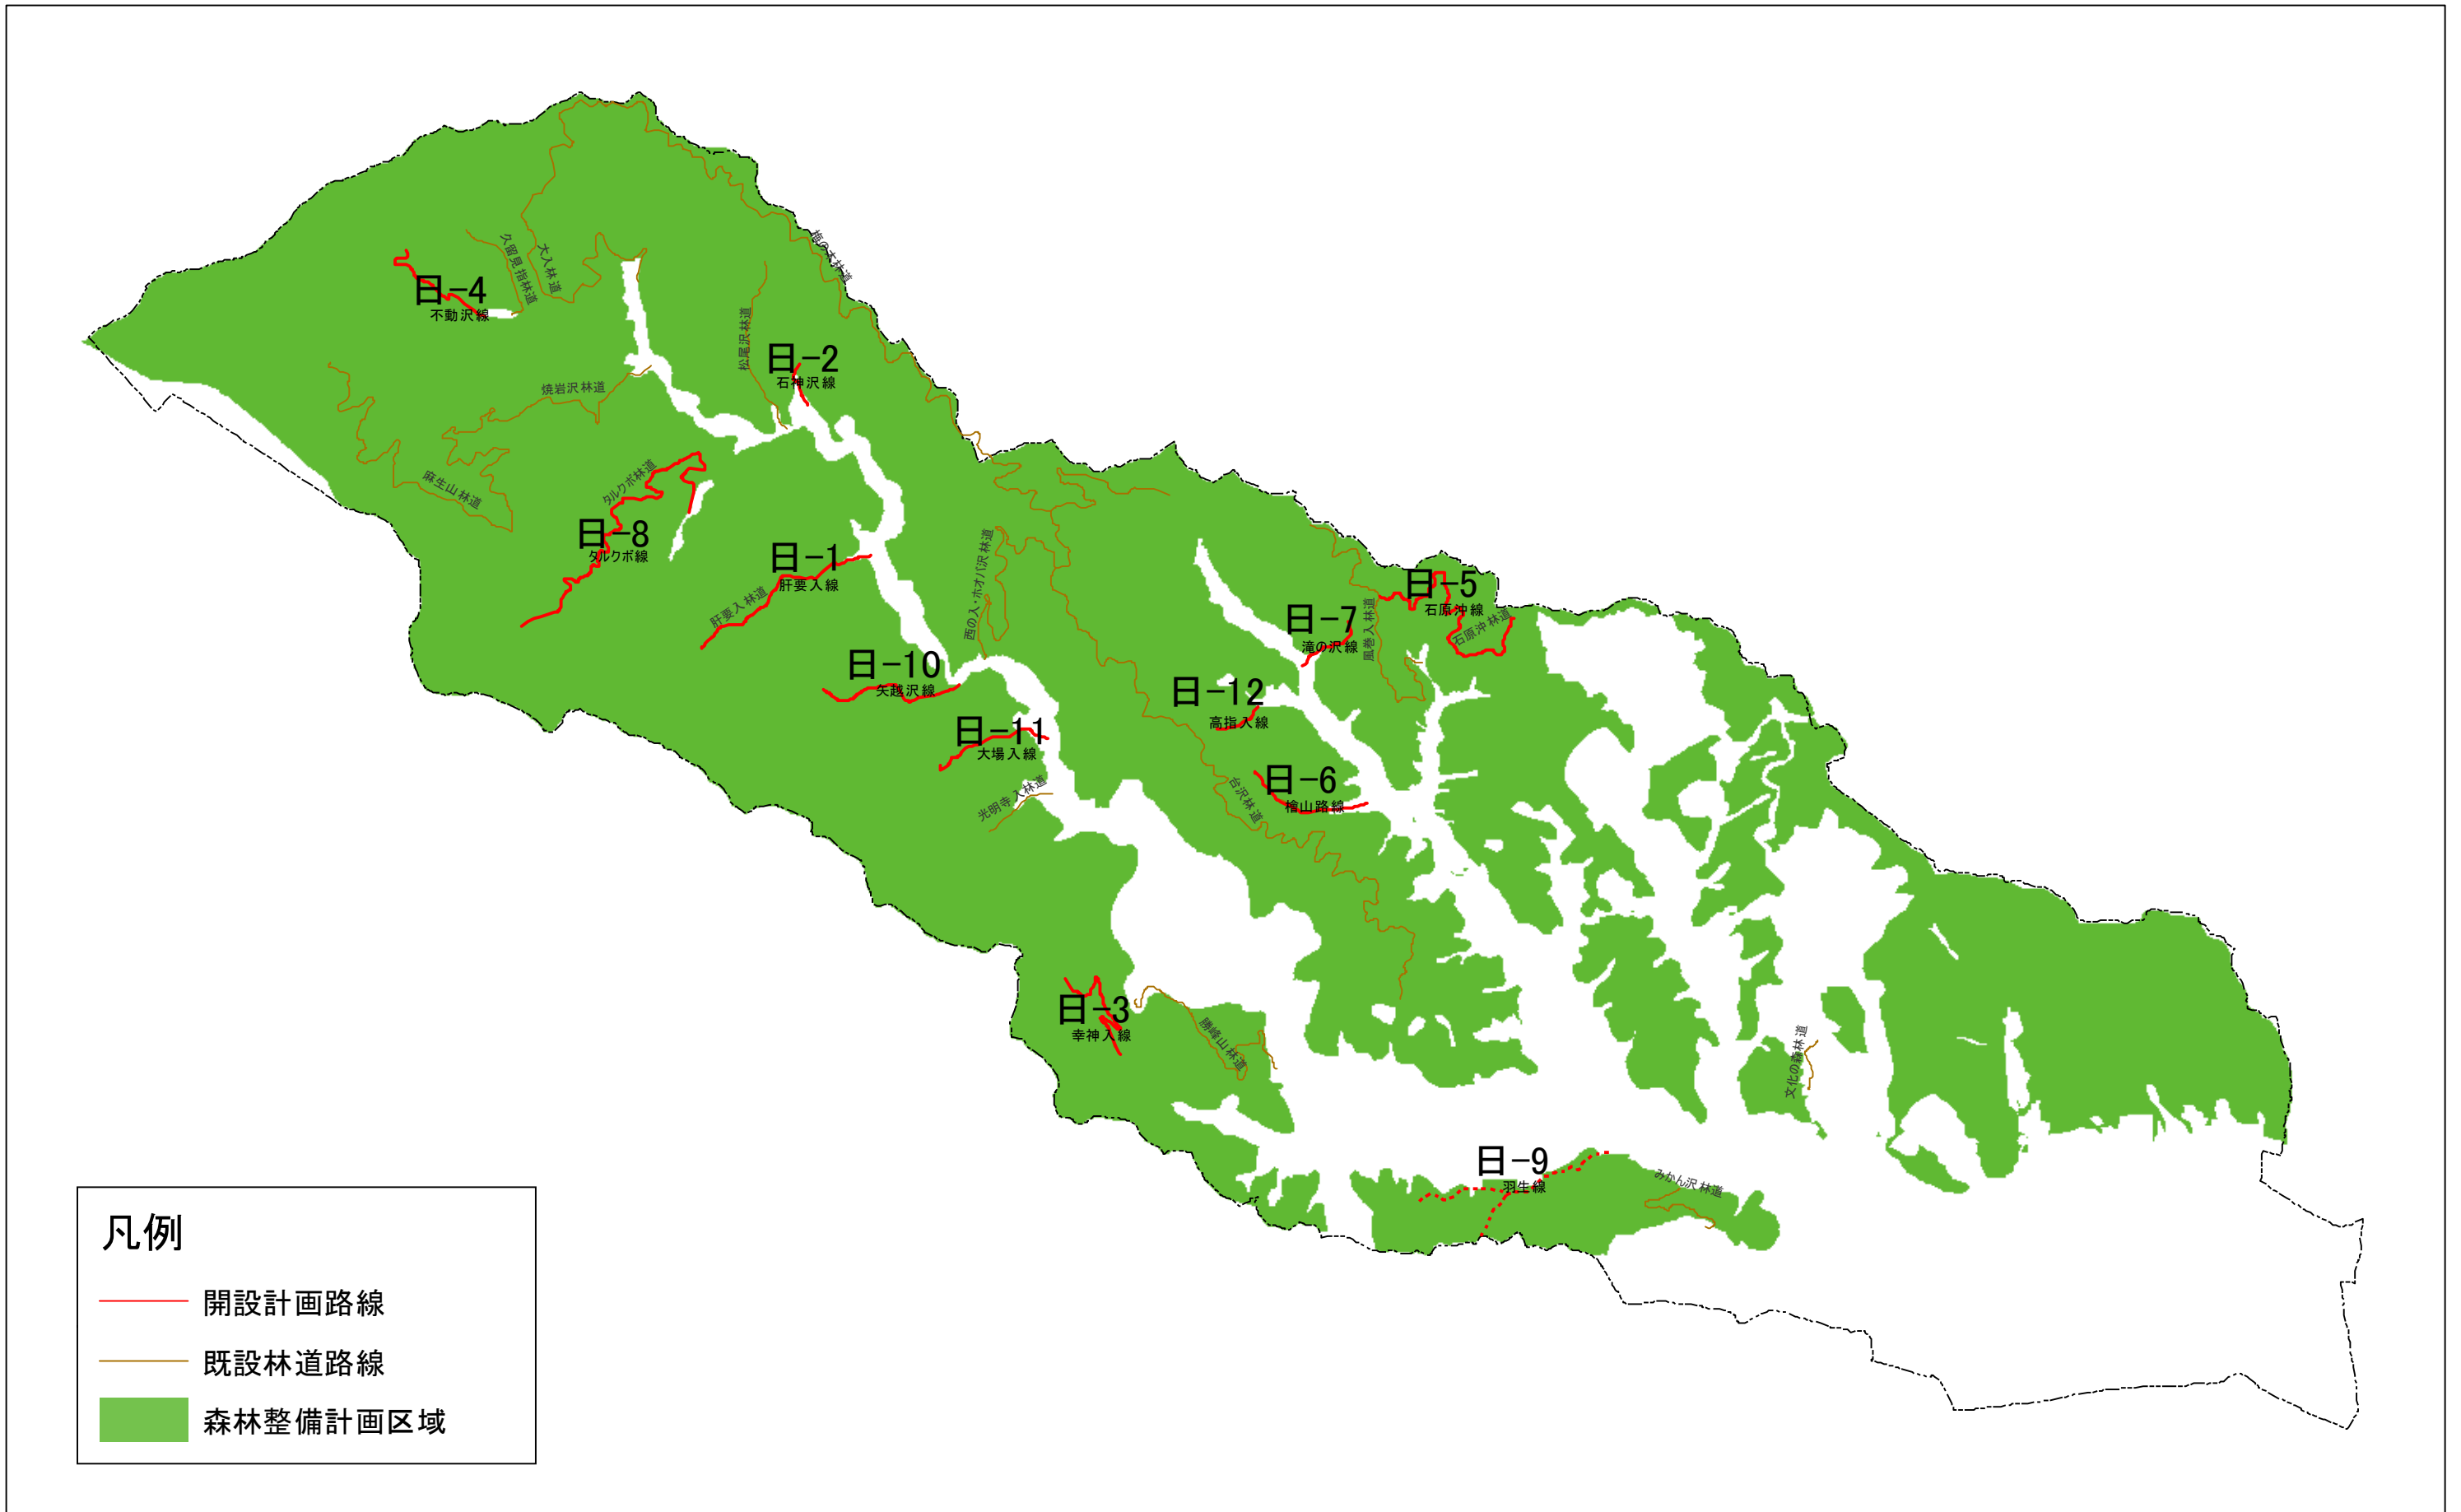 梅の木林道
久留見指林道
大入林道
日-4
不動沢線
松尾沢林道
日-2
石神沢線
焼岩沢林道
麻生山林道
タルクボ林道
日-8
タルクボ線
日-1
肝要入線
肝要入林道
西の入・ホオバ沢林道
日-5
石原沖線
石原沖林道
日-7
滝の沢線
風巻入林道
日-10
矢越沢線
日-12
高指入線
日-11
大場入線
光明寺入林道
日-6
檜山路線
台沢林道
日-3
幸神入線
勝峰山林道
文化の森林道
日-9
羽生線
みかん沢林道
凡例
開設計画路線
既設林道路線
森林整備計画区域